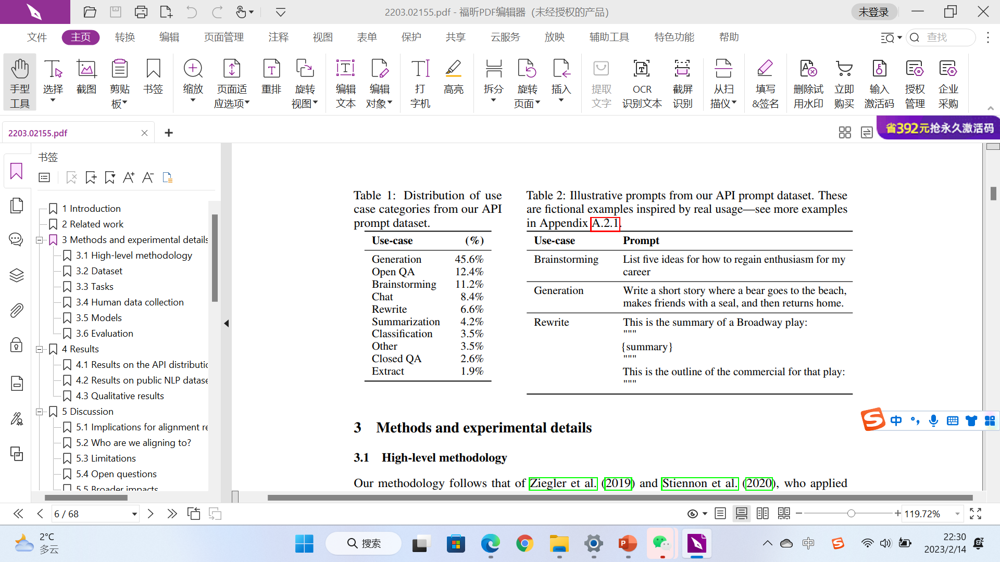 2203.02155.pdf - 福昕PDF编辑器 (未经授权的产品)
未登录
文件 主页 转换 编辑 页面管理 注释 视图 表单 保护 共享 云服务 放映 辅助工具 特色功能 帮助
查找
手型工具
选择
截图
剪贴板
书签
缩放
页面适应选项
重排
旋转视图
编辑文本
编辑对象
打字机
高亮
拆分
旋转页面
插入
提取文字
OCR识别文本
截屏识别
从扫描仪
填写&签名
删除试用水印
立即购买
输入激活码
授权管理
企业采购
2203.02155.pdf
省392元抢永久激活码
书签
1 Introduction
2 Related work
3 Methods and experimental details
3.1 High-level methodology
3.2 Dataset
3.3 Tasks
3.4 Human data collection
3.5 Models
3.6 Evaluation
4 Results
4.1 Results on the API distributio
4.2 Results on public NLP datase
4.3 Qualitative results
5 Discussion
5.1 Implications for alignment re
5.2 Who are we aligning to?
5.3 Limitations
5.4 Open questions
5.5 Broader impacts
Table 1: Distribution of use
case categories from our API
prompt dataset.
Use-case (%)
Generation 45.6%
Open QA 12.4%
Brainstorming 11.2%
Chat 8.4%
Rewrite 6.6%
Summarization 4.2%
Classification 3.5%
Other 3.5%
Closed QA 2.6%
Extract 1.9%
Table 2: Illustrative prompts from our API prompt dataset. These
are fictional examples inspired by real usage—see more examples
in Appendix A.2.1.
Use-case Prompt
Brainstorming List five ideas for how to regain enthusiasm for my
career
Generation Write a short story where a bear goes to the beach,
makes friends with a seal, and then returns home.
Rewrite This is the summary of a Broadway play:
"""
{summary}
"""
This is the outline of the commercial for that play:
"""
3 Methods and experimental details
3.1 High-level methodology
Our methodology follows that of Ziegler et al. (2019) and Stiennon et al. (2020), who applied
中
6 / 68
119.72%
2°C
多云
搜索
中
22:30
2023/2/14